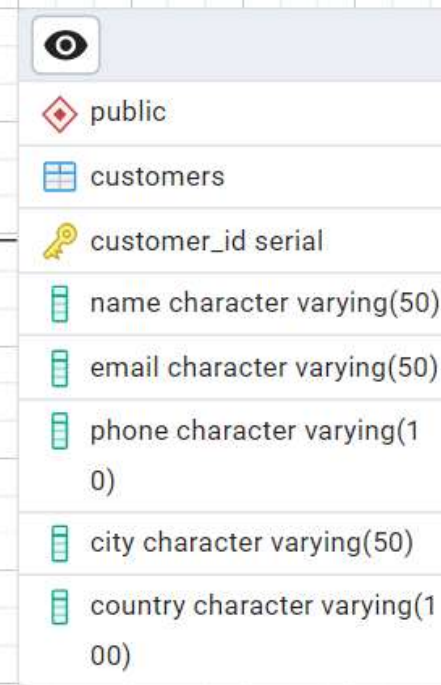 public
customers
customer_id serial
name character varying(50)
email character varying(50)
phone character varying(1
0)
city character varying(50)
country character varying(1
00)